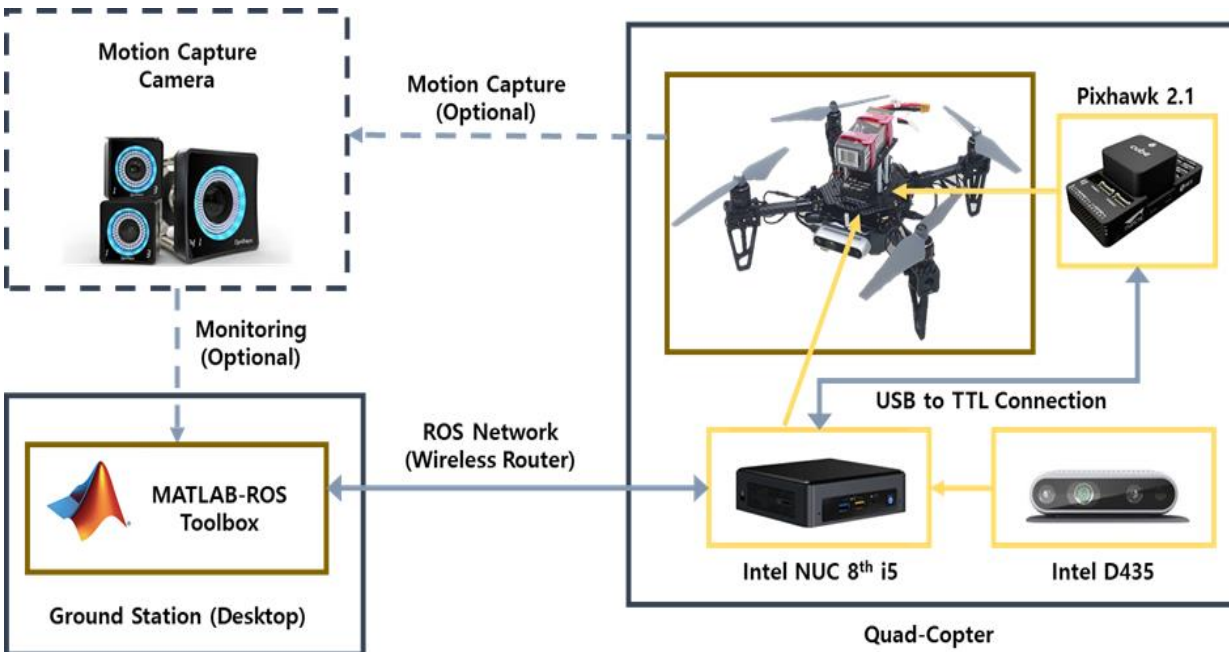 Motion Capture
Camera
Motion Capture
(Optional)
Pixhawk 2.1
cube
Monitoring
(Optional)
USB to TTL Connection
ROS Network
(Wireless Router)
MATLAB-ROS
Toolbox
Intel NUC 8th i5
Intel D435
Ground Station (Desktop)
Quad-Copter